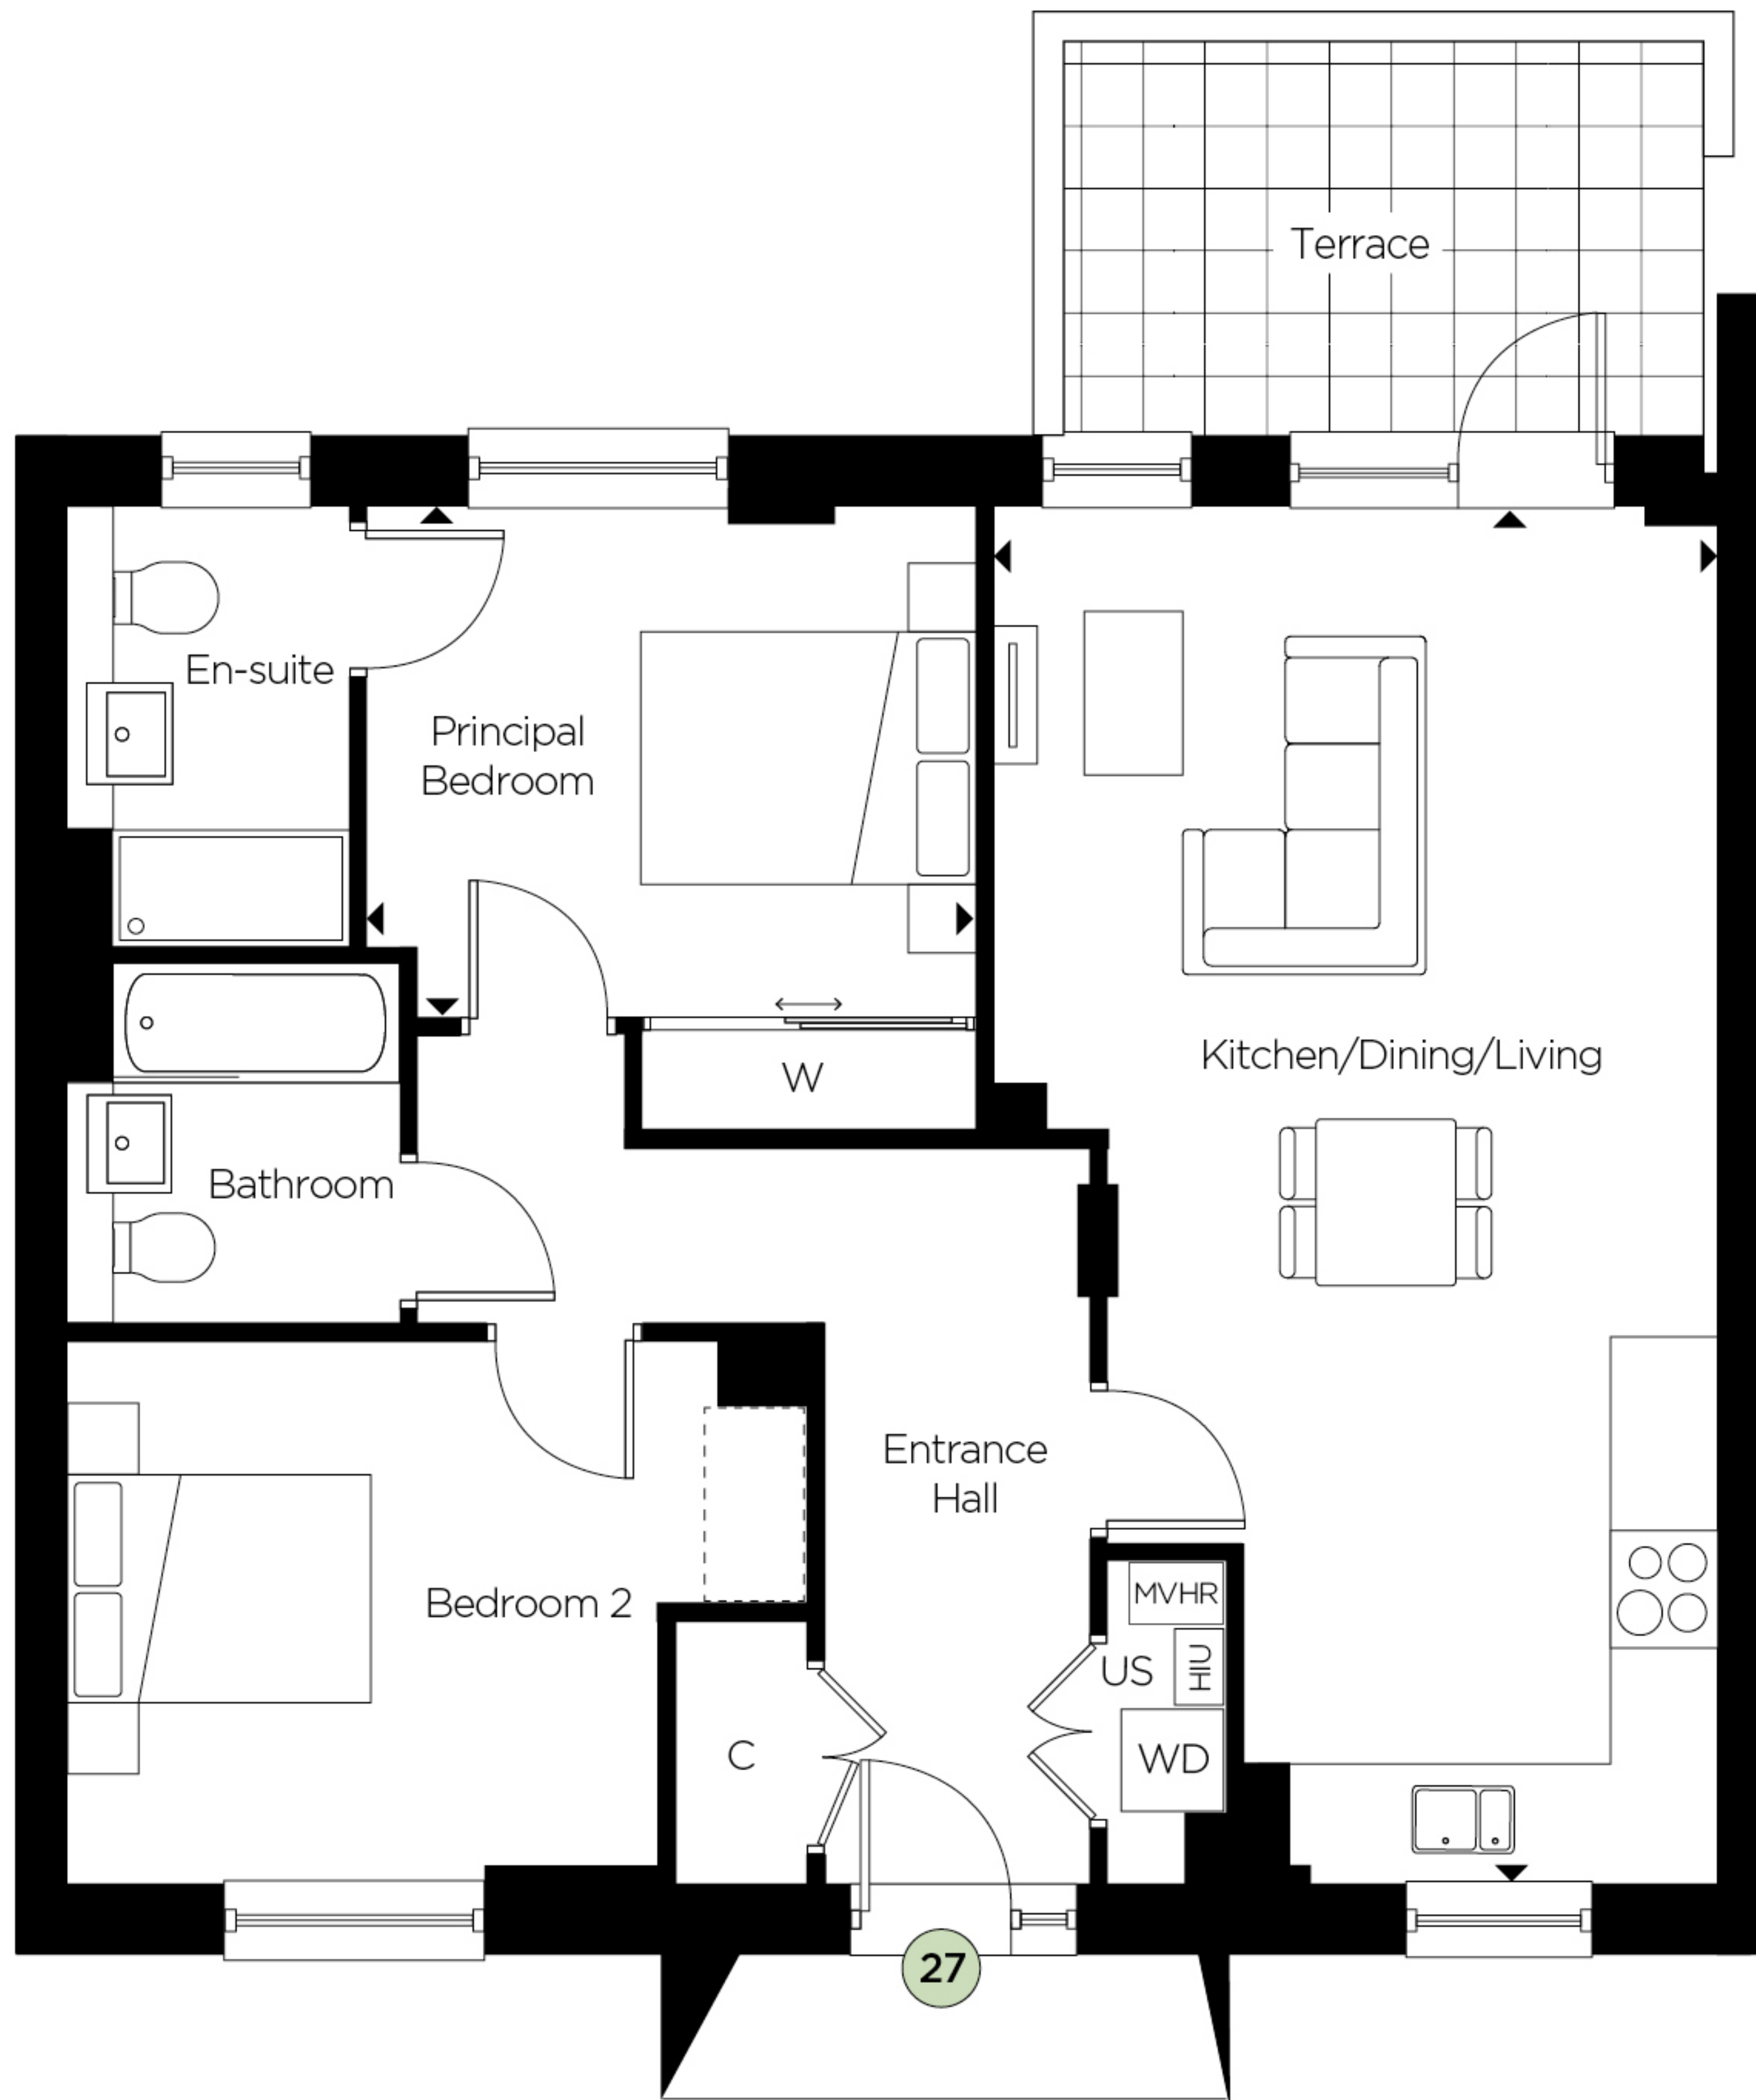 Terrace
En-suite
Principal
Bedroom
Kitchen/Dining/Living
W
Bathroom
Entrance
Hall
Bedroom 2
MVHR
US
HIU
C
WD
27